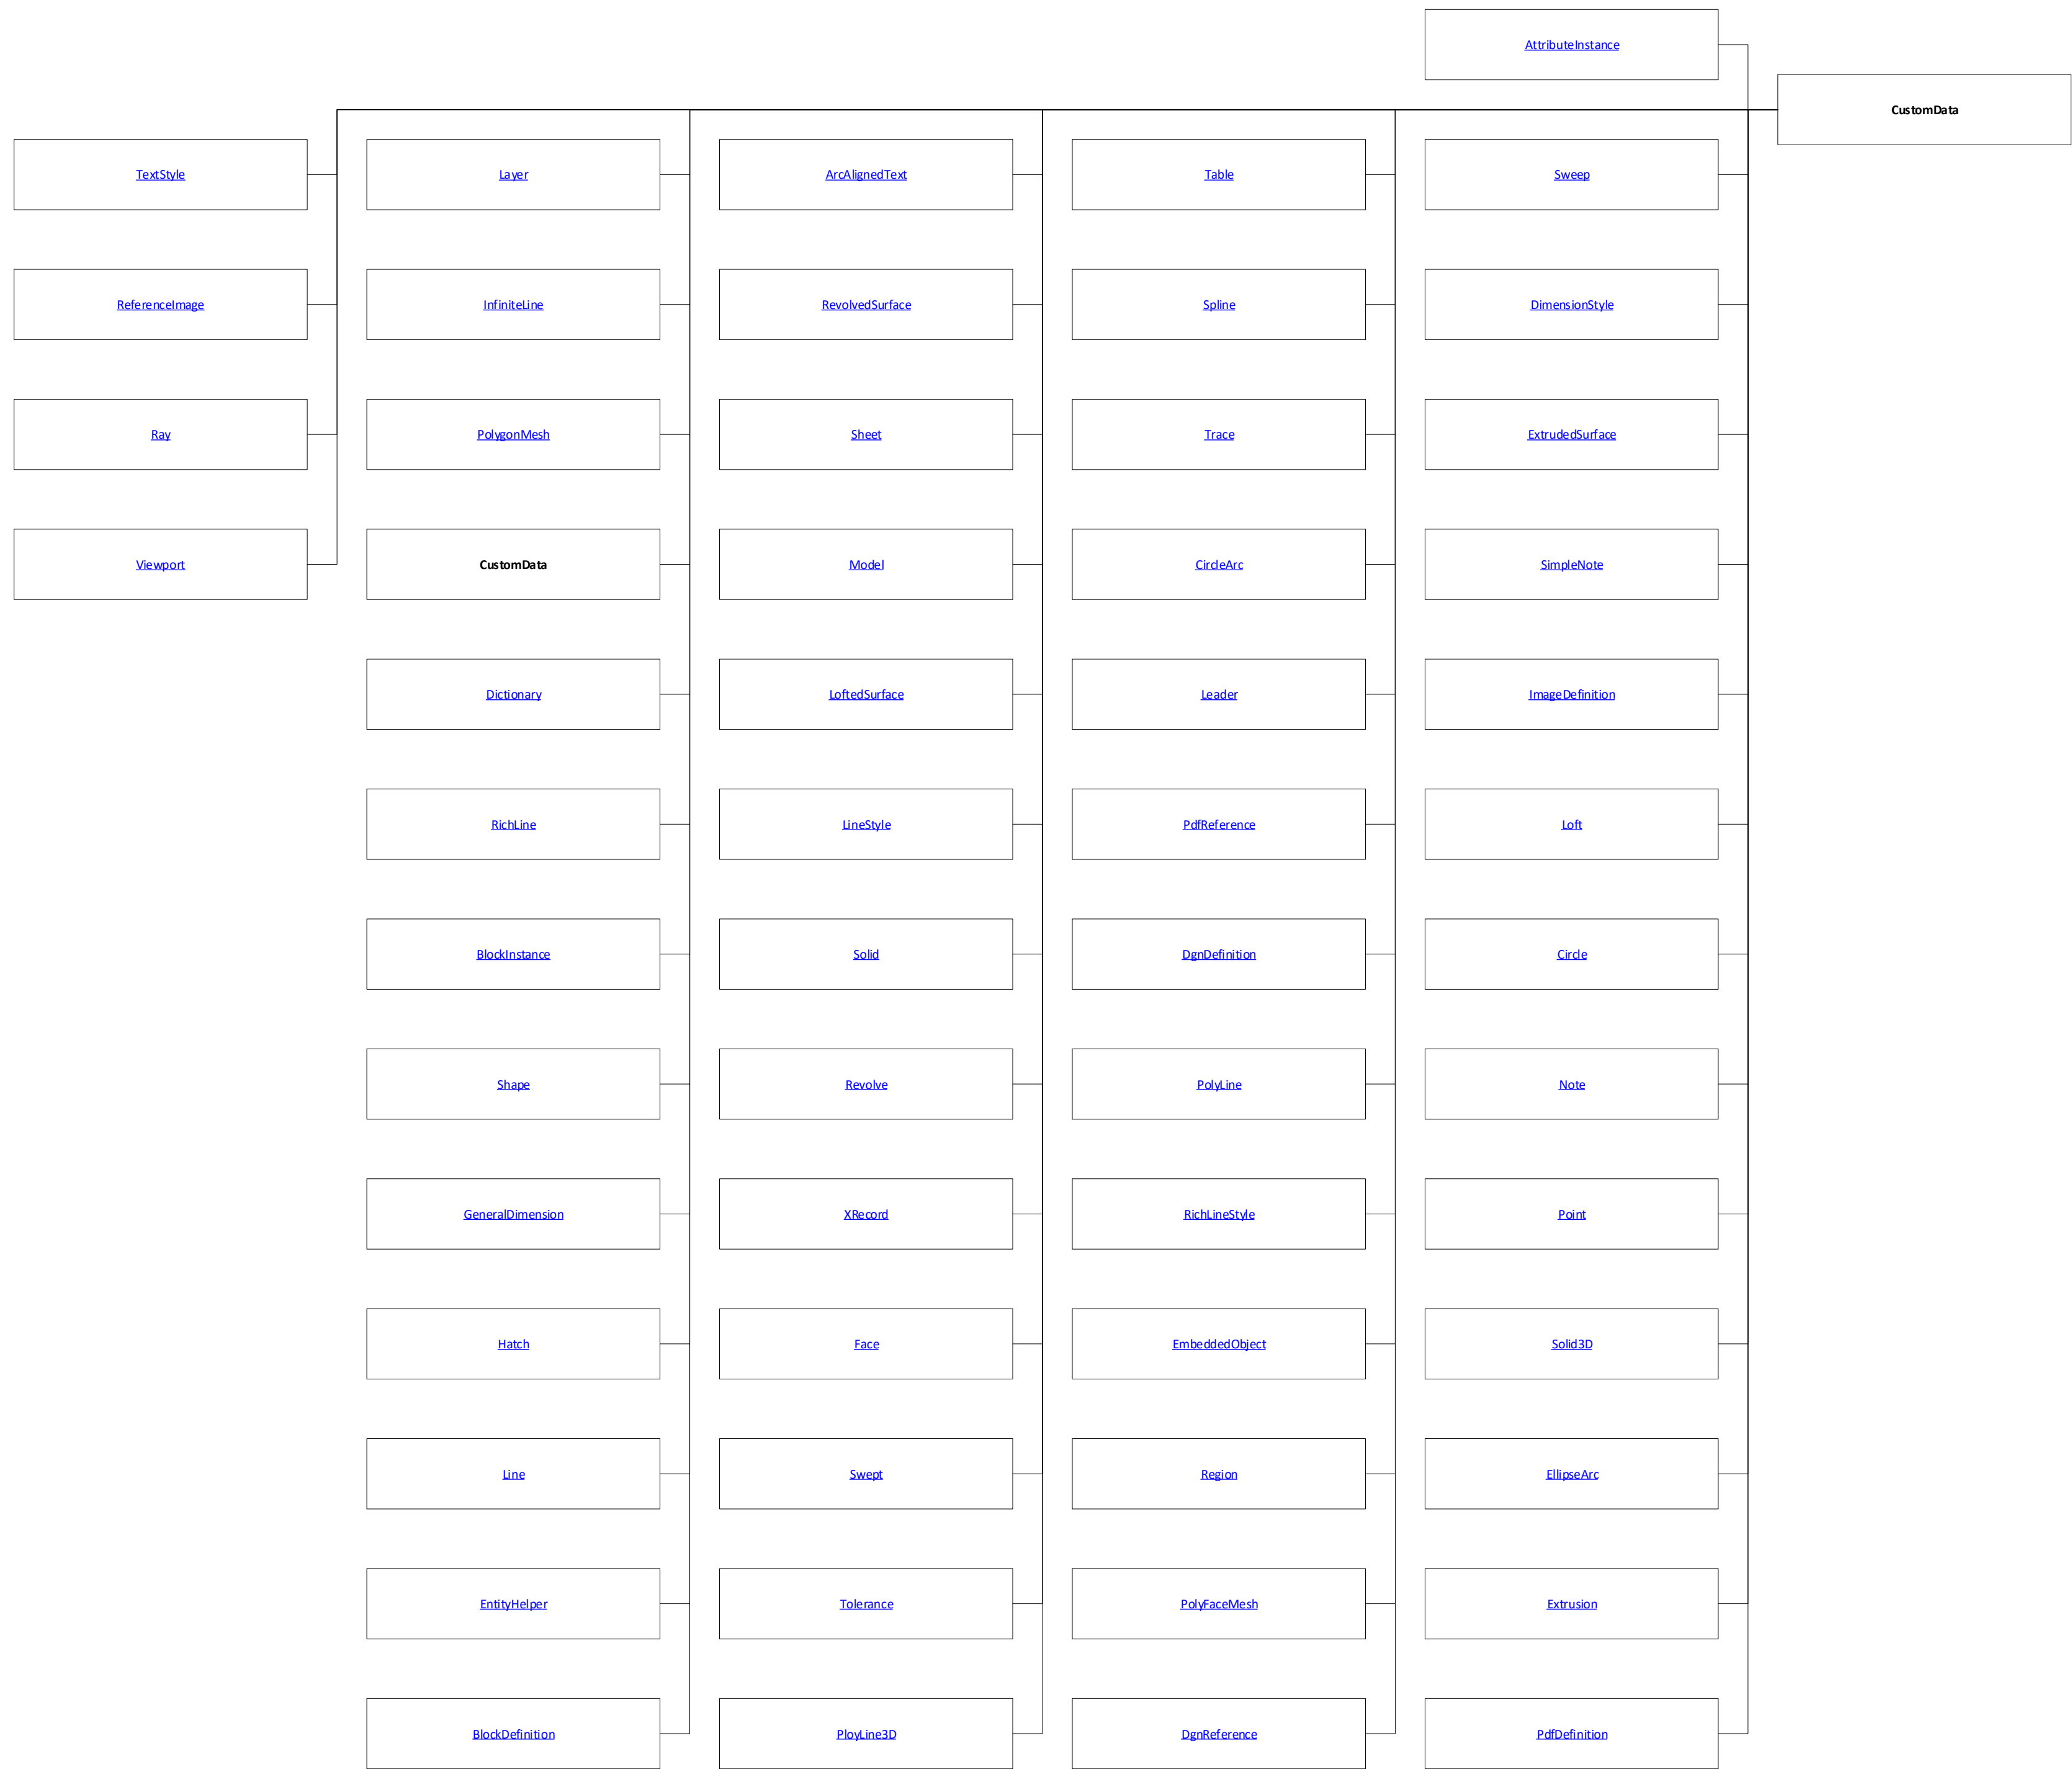 AttributeInstance
CustomData
TextStyle
Layer
ArcAlignedText
Table
Sweep
ReferenceImage
InfiniteLine
RevolvedSurface
Spline
DimensionStyle
Ray
PolygonMesh
Sheet
Trace
ExtrudedSurface
Viewport
CustomData
Model
CircleArc
SimpleNote
Dictionary
LoftedSurface
Leader
ImageDefinition
RichLine
LineStyle
PdfReference
Loft
BlockInstance
Solid
DgnDefinition
Circle
Shape
Revolve
PolyLine
Note
GeneralDimension
XRecord
RichLineStyle
Point
Hatch
Face
EmbeddedObject
Solid3D
Line
Swept
Region
EllipseArc
EntityHelper
Tolerance
PolyFaceMesh
Extrusion
BlockDefinition
PloyLine3D
DgnReference
PdfDefinition